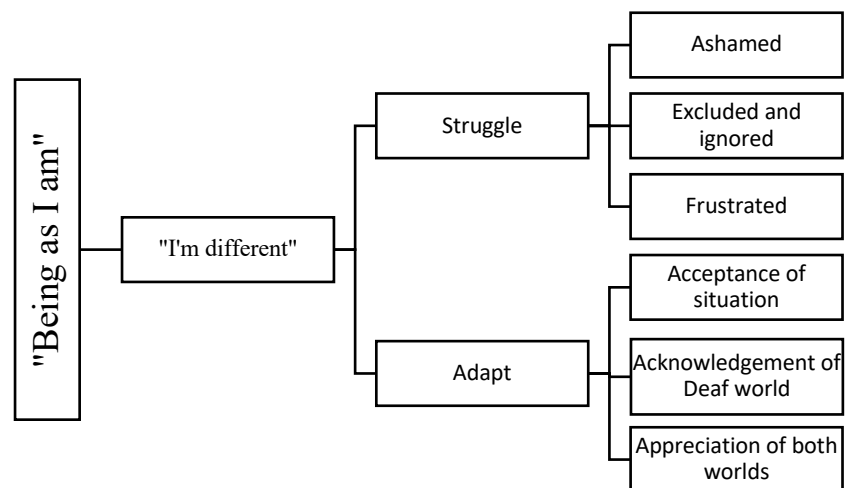 "Being as I am"
"I'm different"
Struggle
Ashamed
Excluded and
ignored
Frustrated
Adapt
Acceptance of
situation
Acknowledgement of
Deaf world
Appreciation of both
worlds